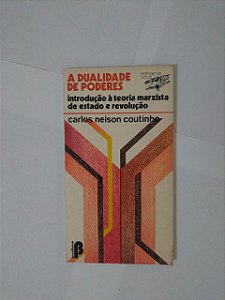 A DUALIDADE
DE PODERES
introdução à teoria marxista
de estado e revolução
carlos nelson coutinho